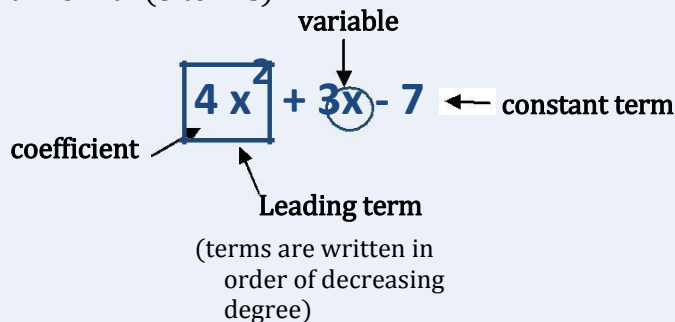 variable
4 x² + 3x - 7
constant term
coefficient
Leading term
(terms are written in
order of decreasing
degree)